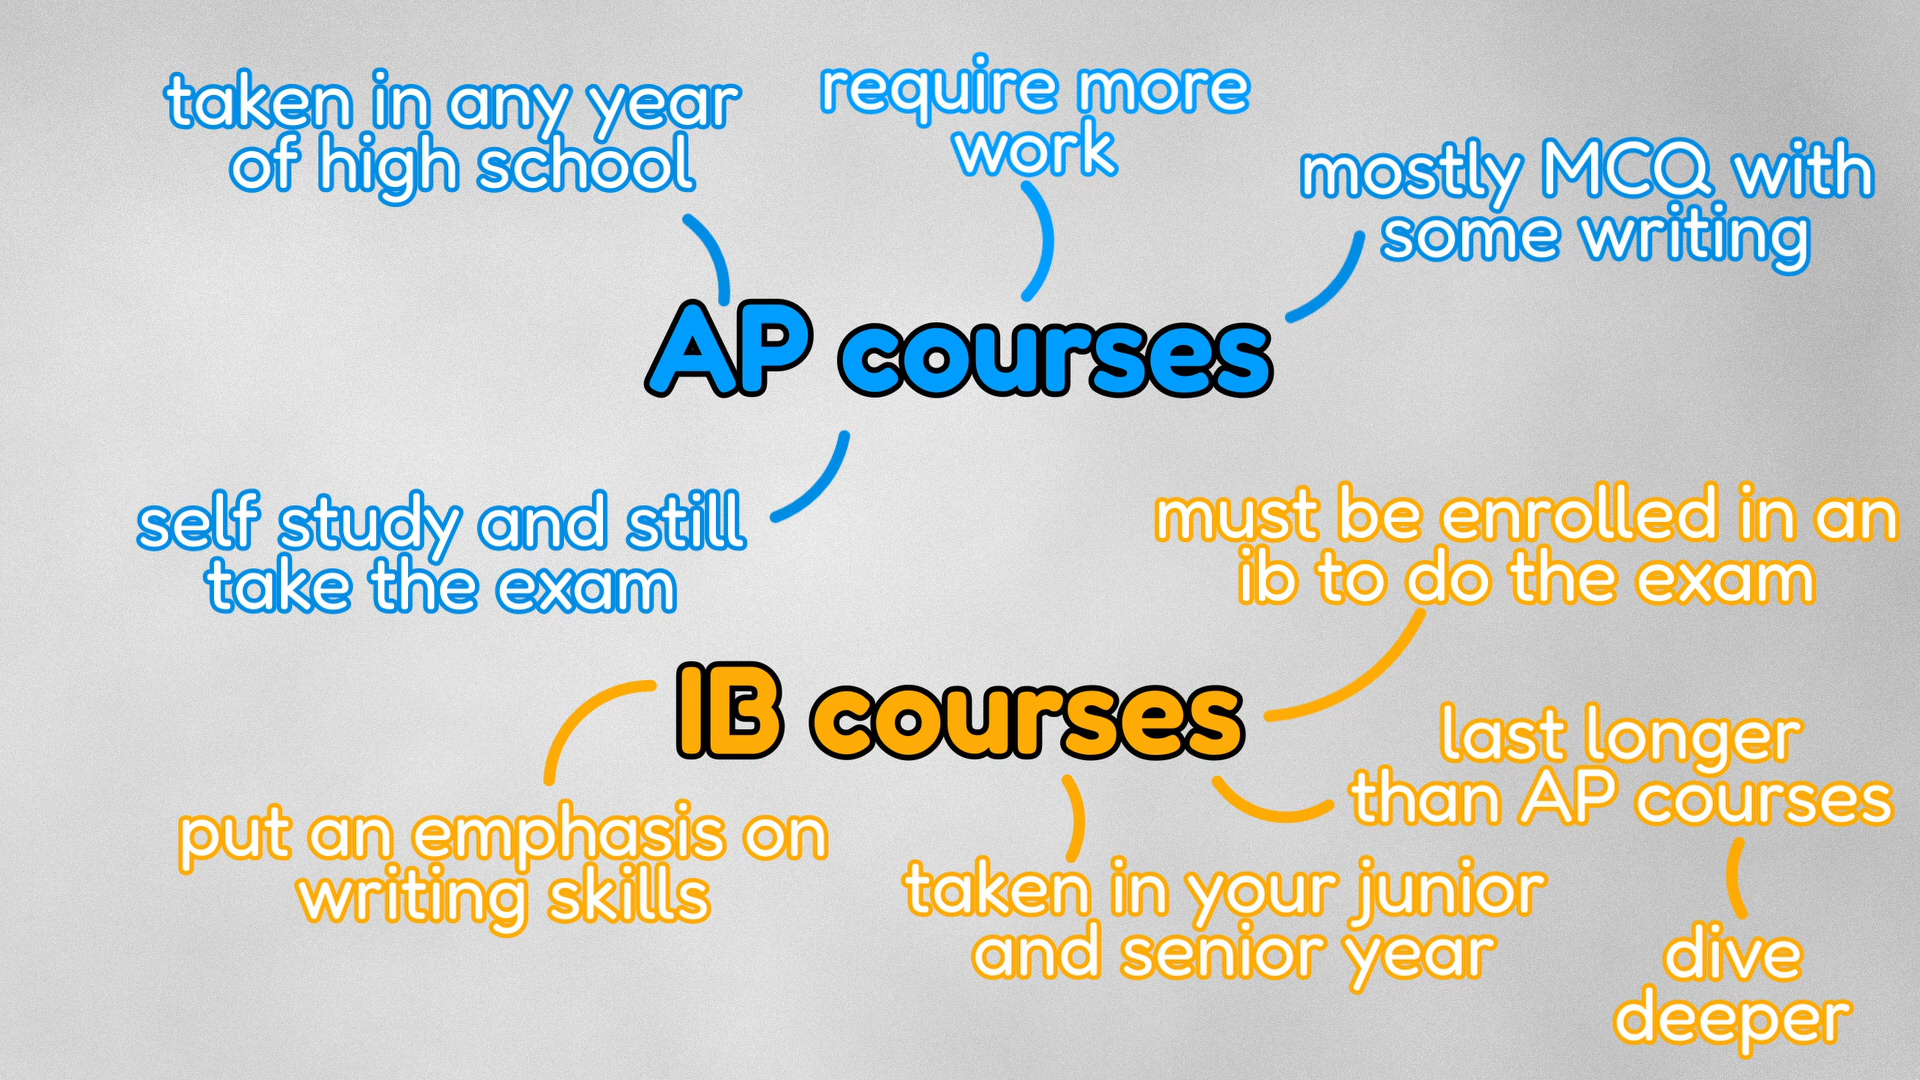 taken in any year
of high school
require more
work
mostly MCQ with
some writing
AP courses
self study and still
take the exam
must be enrolled in an
ib to do the exam
IB courses
last longer
than AP courses
put an emphasis on
writing skills
taken in your junior
and senior year
dive
deeper